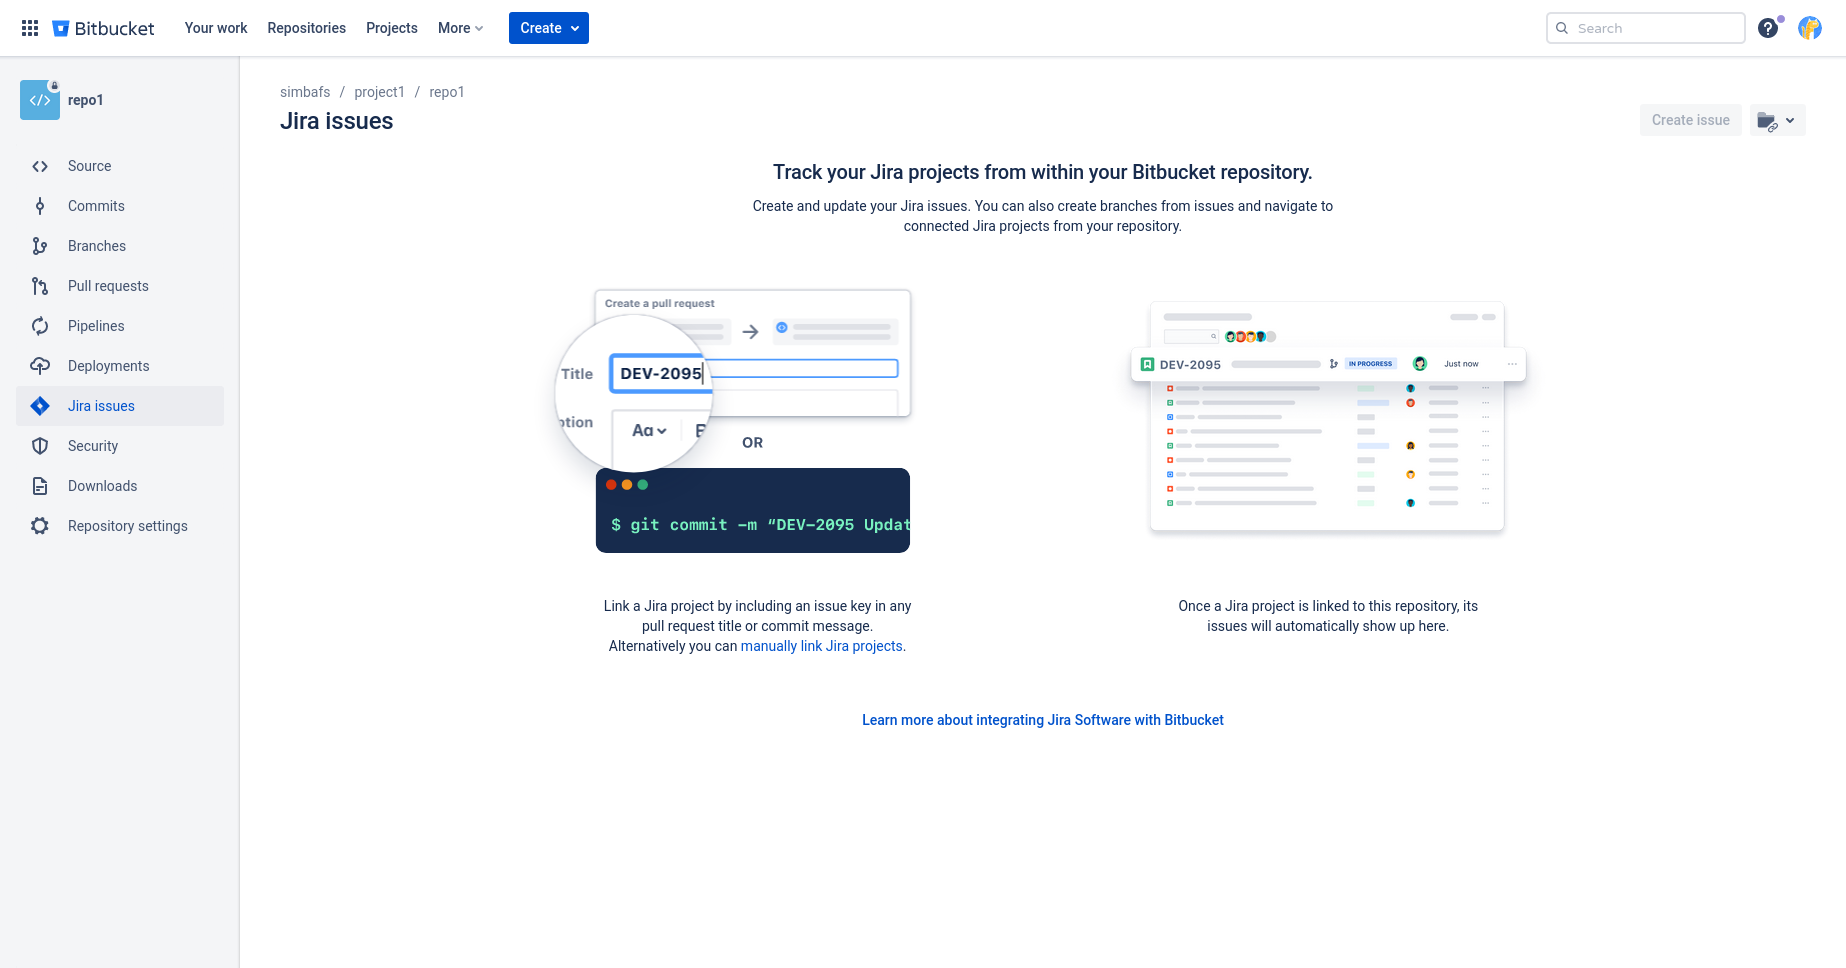 Bitbucket
Your work
Repositories
Projects
More
Create
Search
repo1
Source
Commits
Branches
Pull requests
Pipelines
Deployments
Jira issues
Security
Downloads
Repository settings
simbafs / project1 / repo1
Jira issues
Create issue
Track your Jira projects from within your Bitbucket repository.
Create and update your Jira issues. You can also create branches from issues and navigate to
connected Jira projects from your repository.
Create a pull request
Title
DEV-2095
ption
Aa
OR
$ git commit -m “DEV-2095 Updat
DEV-2095
IN PROGRESS
Just now
Link a Jira project by including an issue key in any
pull request title or commit message.
Alternatively you can manually link Jira projects.
Once a Jira project is linked to this repository, its
issues will automatically show up here.
Learn more about integrating Jira Software with Bitbucket